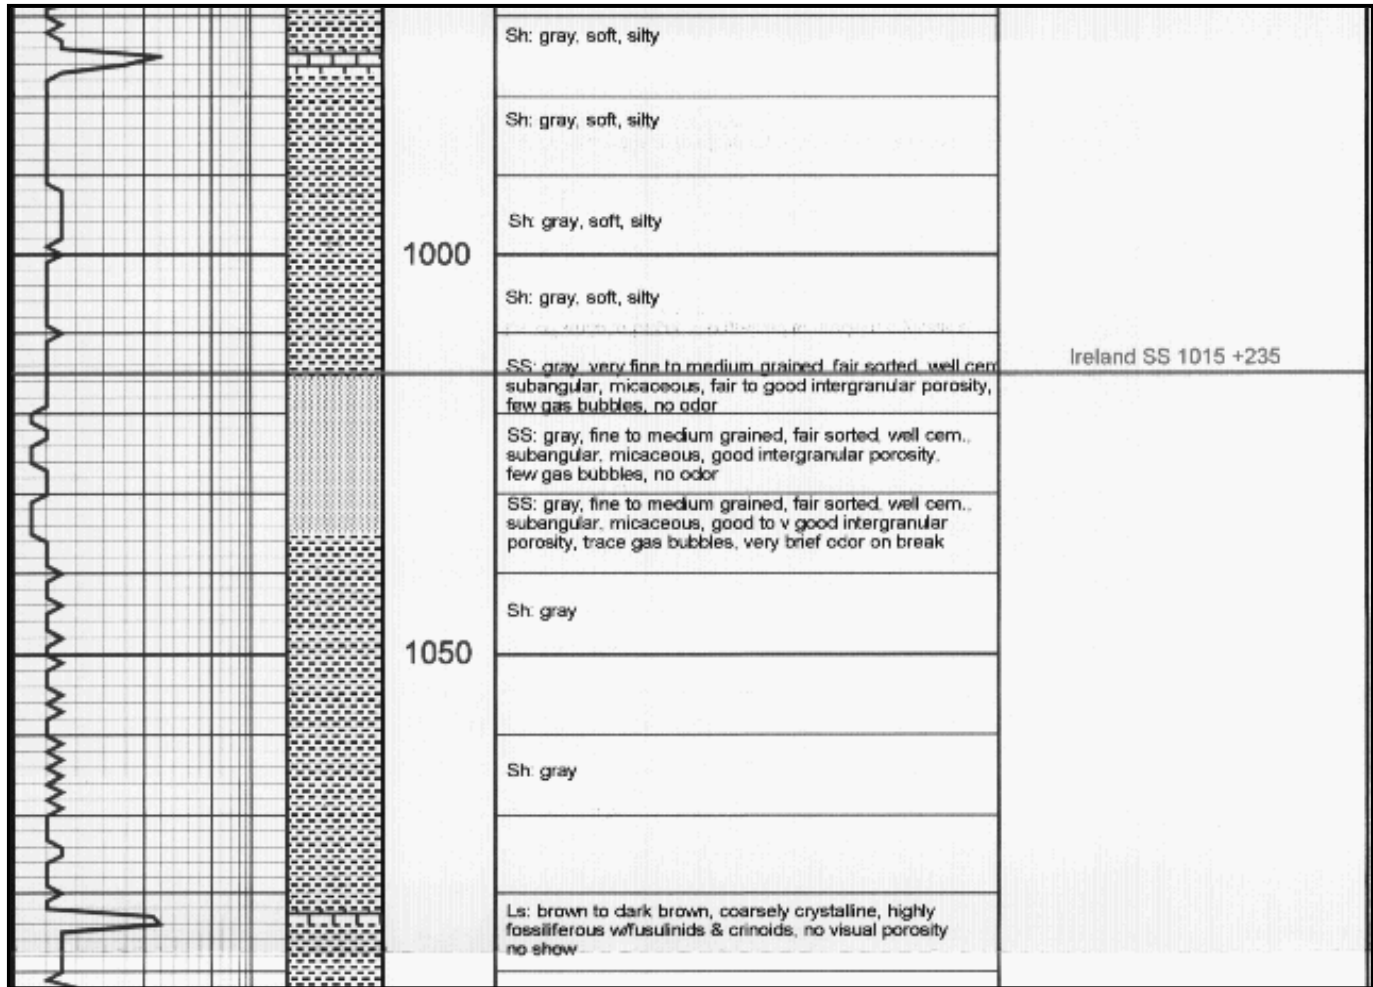 Sh: gray, soft, silty
Sh: gray, soft, silty
Sh: gray, soft, silty
1000
Sh: gray, soft, silty
Ireland SS 1015 +235
SS: gray, very fine to medium grained, fair sorted, well cem
subangular, micaceous, fair to good intergranular porosity,
few gas bubbles, no odor
SS: gray, fine to medium grained, fair sorted, well cem.,
subangular, micaceous, good intergranular porosity,
few gas bubbles, no odor
SS: gray, fine to medium grained, fair sorted, well cem.,
subangular, micaceous, good to v good intergranular
porosity, trace gas bubbles, very brief odor on break
Sh: gray
1050
Sh: gray
Ls: brown to dark brown, coarsely crystalline, highly
fossiliferous w/fusulinids & crinoids, no visual porosity
no show